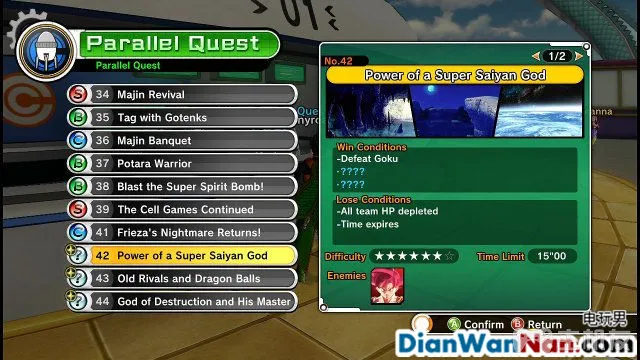 Parallel Quest
Parallel Quest
S 34 Majin Revival
B 35 Tag with Gotenks
C 36 Majin Banquet
B 37 Potara Warrior
B 38 Blast the Super Spirit Bomb!
S 39 The Cell Games Continued
C 41 Frieza's Nightmare Returns!
? 42 Power of a Super Saiyan God
? 43 Old Rivals and Dragon Balls
? 44 God of Destruction and His Master
No.42
1/2
Power of a Super Saiyan God
Win Conditions
-Defeat Goku
-????
-????
Lose Conditions
-All team HP depleted
-Time expires
Difficulty ★★★★★★☆ Time Limit 15"00
Enemies
A Confirm B Return
电玩男
DianWanNan.com